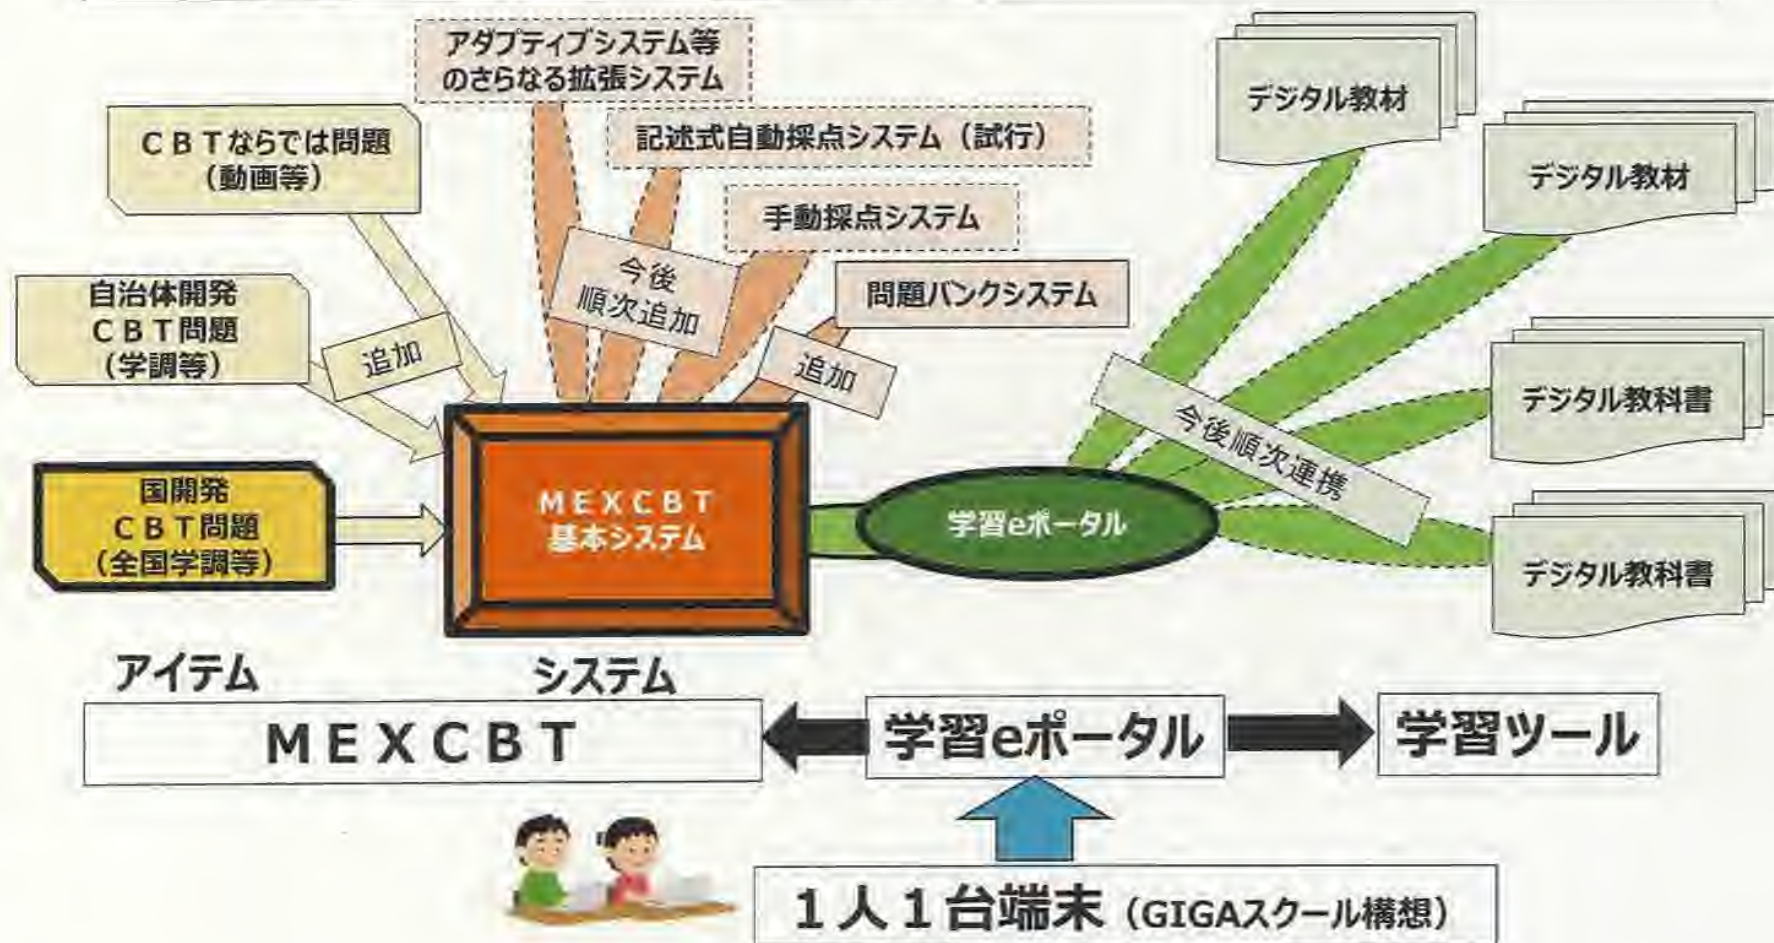 アダプティブシステム等
のさらなる拡張システム
デジタル教材
CBTならでは問題
(動画等)
記述式自動採点システム(試行)
デジタル教材
手動採点システム
自治体開発
CBT問題
(学調等)
追加
今後
順次追加
問題バンクシステム
追加
デジタル教科書
今後順次連携
国開発
CBT問題
(全国学調等)
MEXCBT
基本システム
学習eポータル
デジタル教科書
アイテム
システム
MEXCBT
学習eポータル
学習ツール
1人1台端末(GIGAスクール構想)